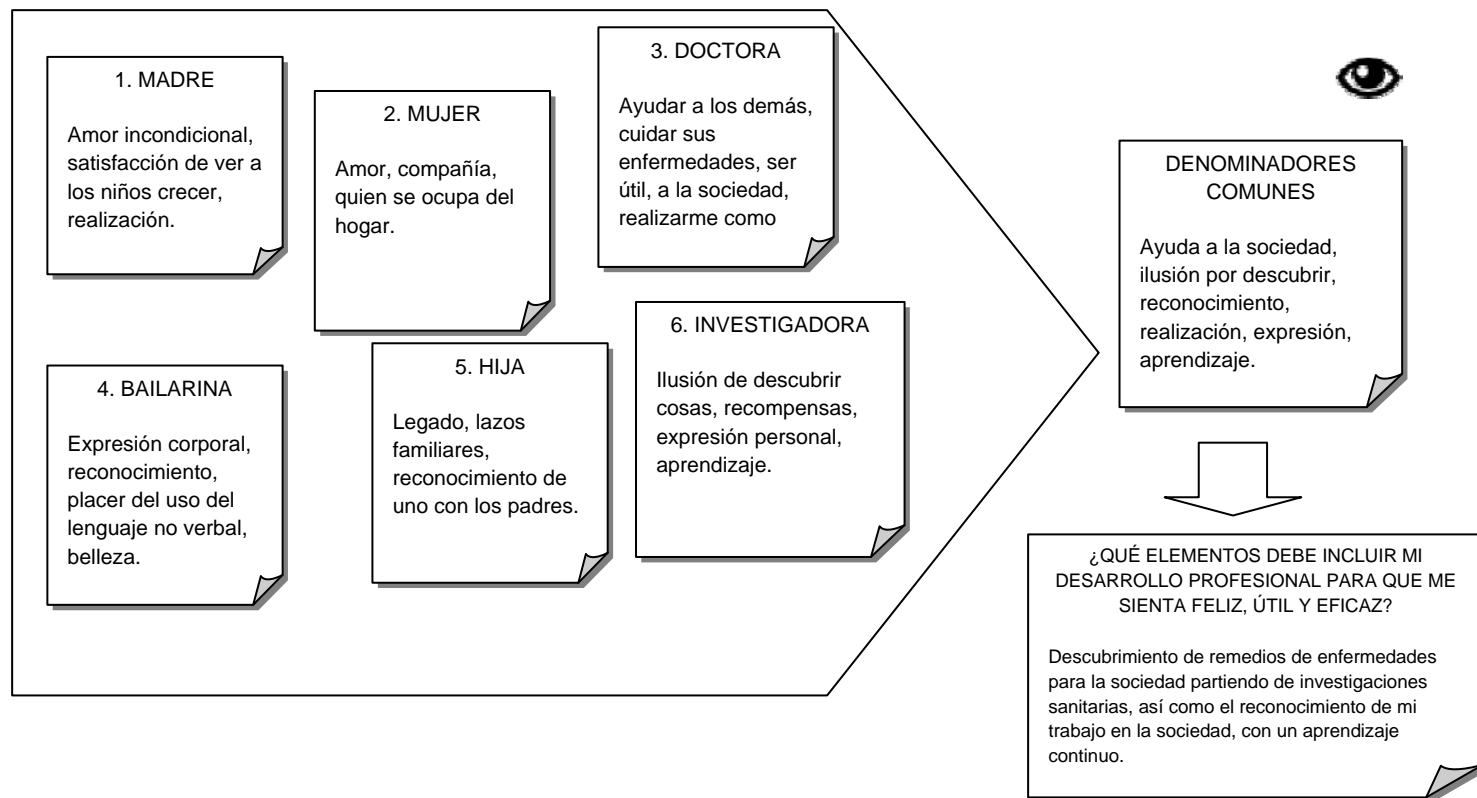 1. MADRE
Amor incondicional,
satisfacción de ver a
los niños crecer,
realización.
2. MUJER
Amor, compañía,
quien se ocupa del
hogar.
3. DOCTORA
Ayudar a los demás,
cuidar sus
enfermedades, ser
útil, a la sociedad,
realizarme como
4. BAILARINA
Expresión corporal,
reconocimiento,
placer del uso del
lenguaje no verbal,
belleza.
5. HIJA
Legado, lazos
familiares,
reconocimiento de
uno con los padres.
6. INVESTIGADORA
Ilusión de descubrir
cosas, recompensas,
expresión personal,
aprendizaje.
DENOMINADORES
COMUNES
Ayuda a la sociedad,
ilusión por descubrir,
reconocimiento,
realización, expresión,
aprendizaje.
¿QUÉ ELEMENTOS DEBE INCLUIR MI
DESARROLLO PROFESIONAL PARA QUE ME
SIENTA FELIZ, ÚTIL Y EFICAZ?
Descubrimiento de remedios de enfermedades
para la sociedad partiendo de investigaciones
sanitarias, así como el reconocimiento de mi
trabajo en la sociedad, con un aprendizaje
continuo.